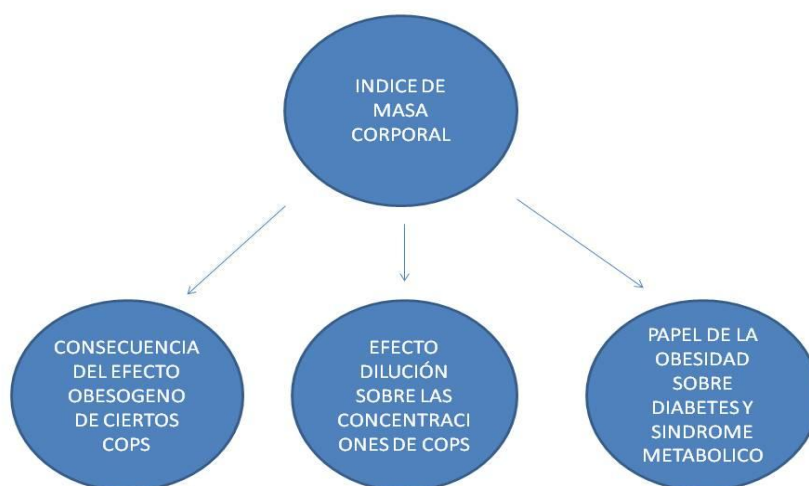 INDICE DE
MASA
CORPORAL
CONSECUENCIA
DEL EFECTO
OBESOGENO
DE CIERTOS
COPS
EFECTO
DILUCIÓN
SOBRE LAS
CONCENTRACI
ONES DE COPS
PAPEL DE LA
OBESIDAD
SOBRE
DIABETES Y
SINDROME
METABOLICO